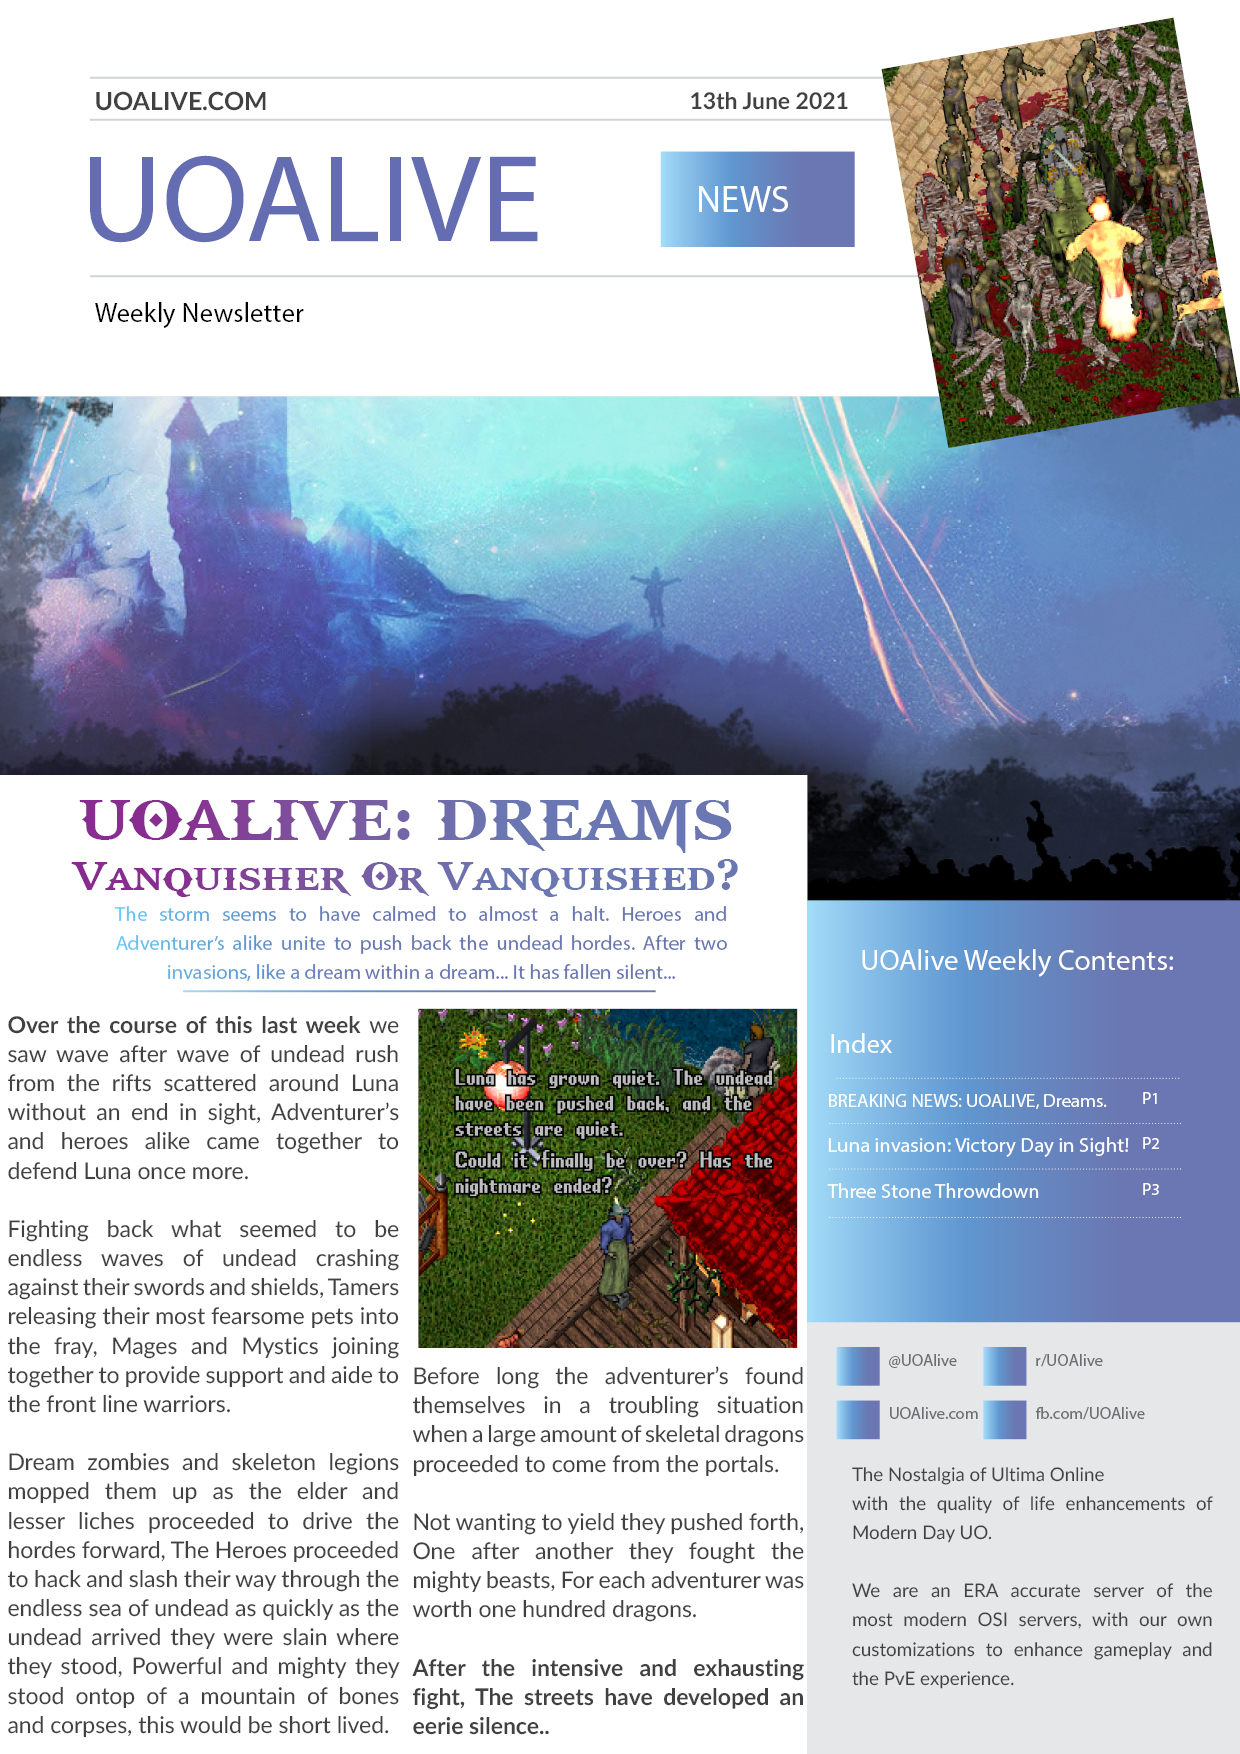 UOALIVE.COM
13th June 2021
UOALIVE
NEWS
Weekly Newsletter
UOALIVE: DREAMS
VANQUISHER OR VANQUISHED?
The storm seems to have calmed to almost a halt. Heroes and
Adventurer's alike unite to push back the undead hordes. After two
invasions, like a dream within a dream... It has fallen silent...
Over the course of this last week we
saw wave after wave of undead rush
from the rifts scattered around Luna
without an end in sight, Adventurer's
and heroes alike came together to
defend Luna once more.
Fighting back what seemed to be
endless waves of undead crashing
against their swords and shields, Tamers
releasing their most fearsome pets into
the fray, Mages and Mystics joining
together to provide support and aide to
the front line warriors.
Dream zombies and skeleton legions
mopped them up as the elder and
lesser liches proceeded to drive the
hordes forward, The Heroes proceeded
to hack and slash their way through the
endless sea of undead as quickly as the
undead arrived they were slain where
they stood, Powerful and mighty they
stood ontop of a mountain of bones
and corpses, this would be short lived.
Luna has grown quiet. The undead
have been pushed back, and the
streets are quiet.
Could it finally be over? Has the
nightmare ended?
Before long the adventurer's found
themselves in a troubling situation
when a large amount of skeletal dragons
proceeded to come from the portals.
Not wanting to yield they pushed forth,
One after another they fought the
mighty beasts, For each adventurer was
worth one hundred dragons.
After the intensive and exhausting
fight, The streets have developed an
eerie silence..
UOAlive Weekly Contents:
Index
BREAKING NEWS: UOALIVE, Dreams. P1
Luna invasion: Victory Day in Sight! P2
Three Stone Throwdown P3
@UOAlive
r/UOAlive
UOAlive.com
fb.com/UOAlive
The Nostalgia of Ultima Online
with the quality of life enhancements of
Modern Day UO.
We are an ERA accurate server of the
most modern OSI servers, with our own
customizations to enhance gameplay and
the PvE experience.